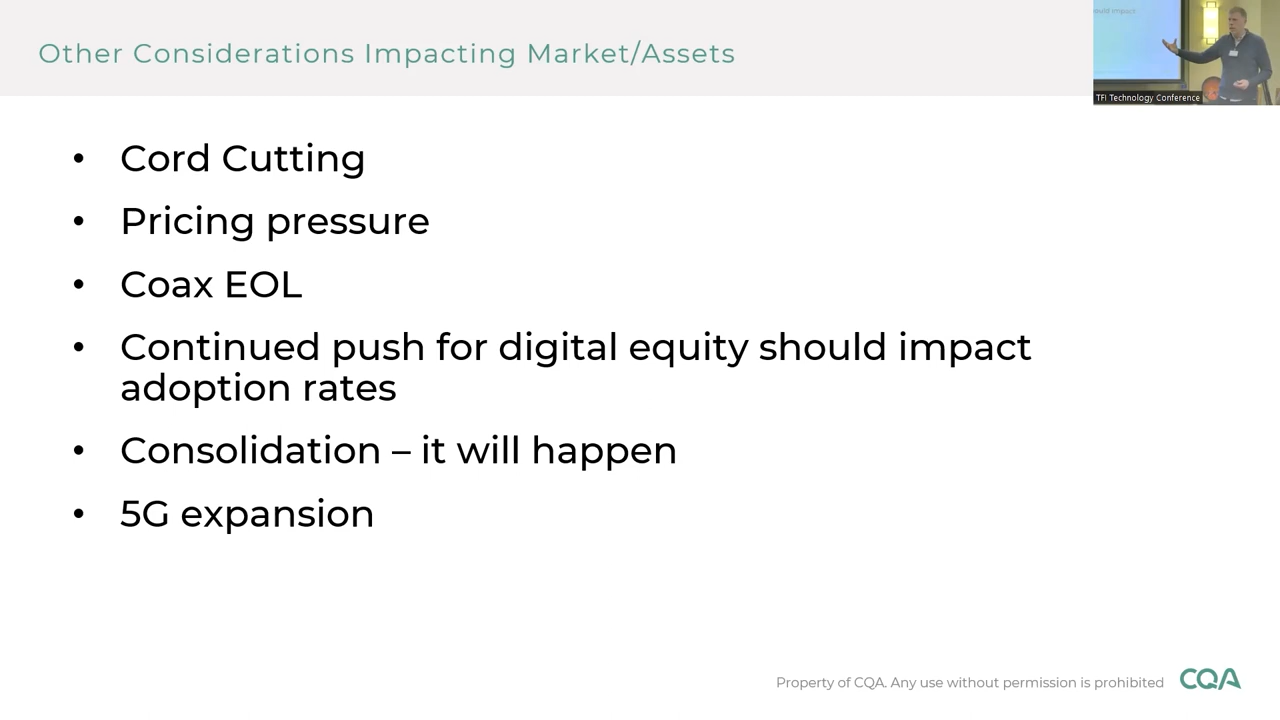 Other Considerations Impacting Market/Assets
TFI Technology Conference
• Cord Cutting
• Pricing pressure
• Coax EOL
• Continued push for digital equity should impact
adoption rates
• Consolidation – it will happen
• 5G expansion
Property of CQA. Any use without permission is prohibited
CQA